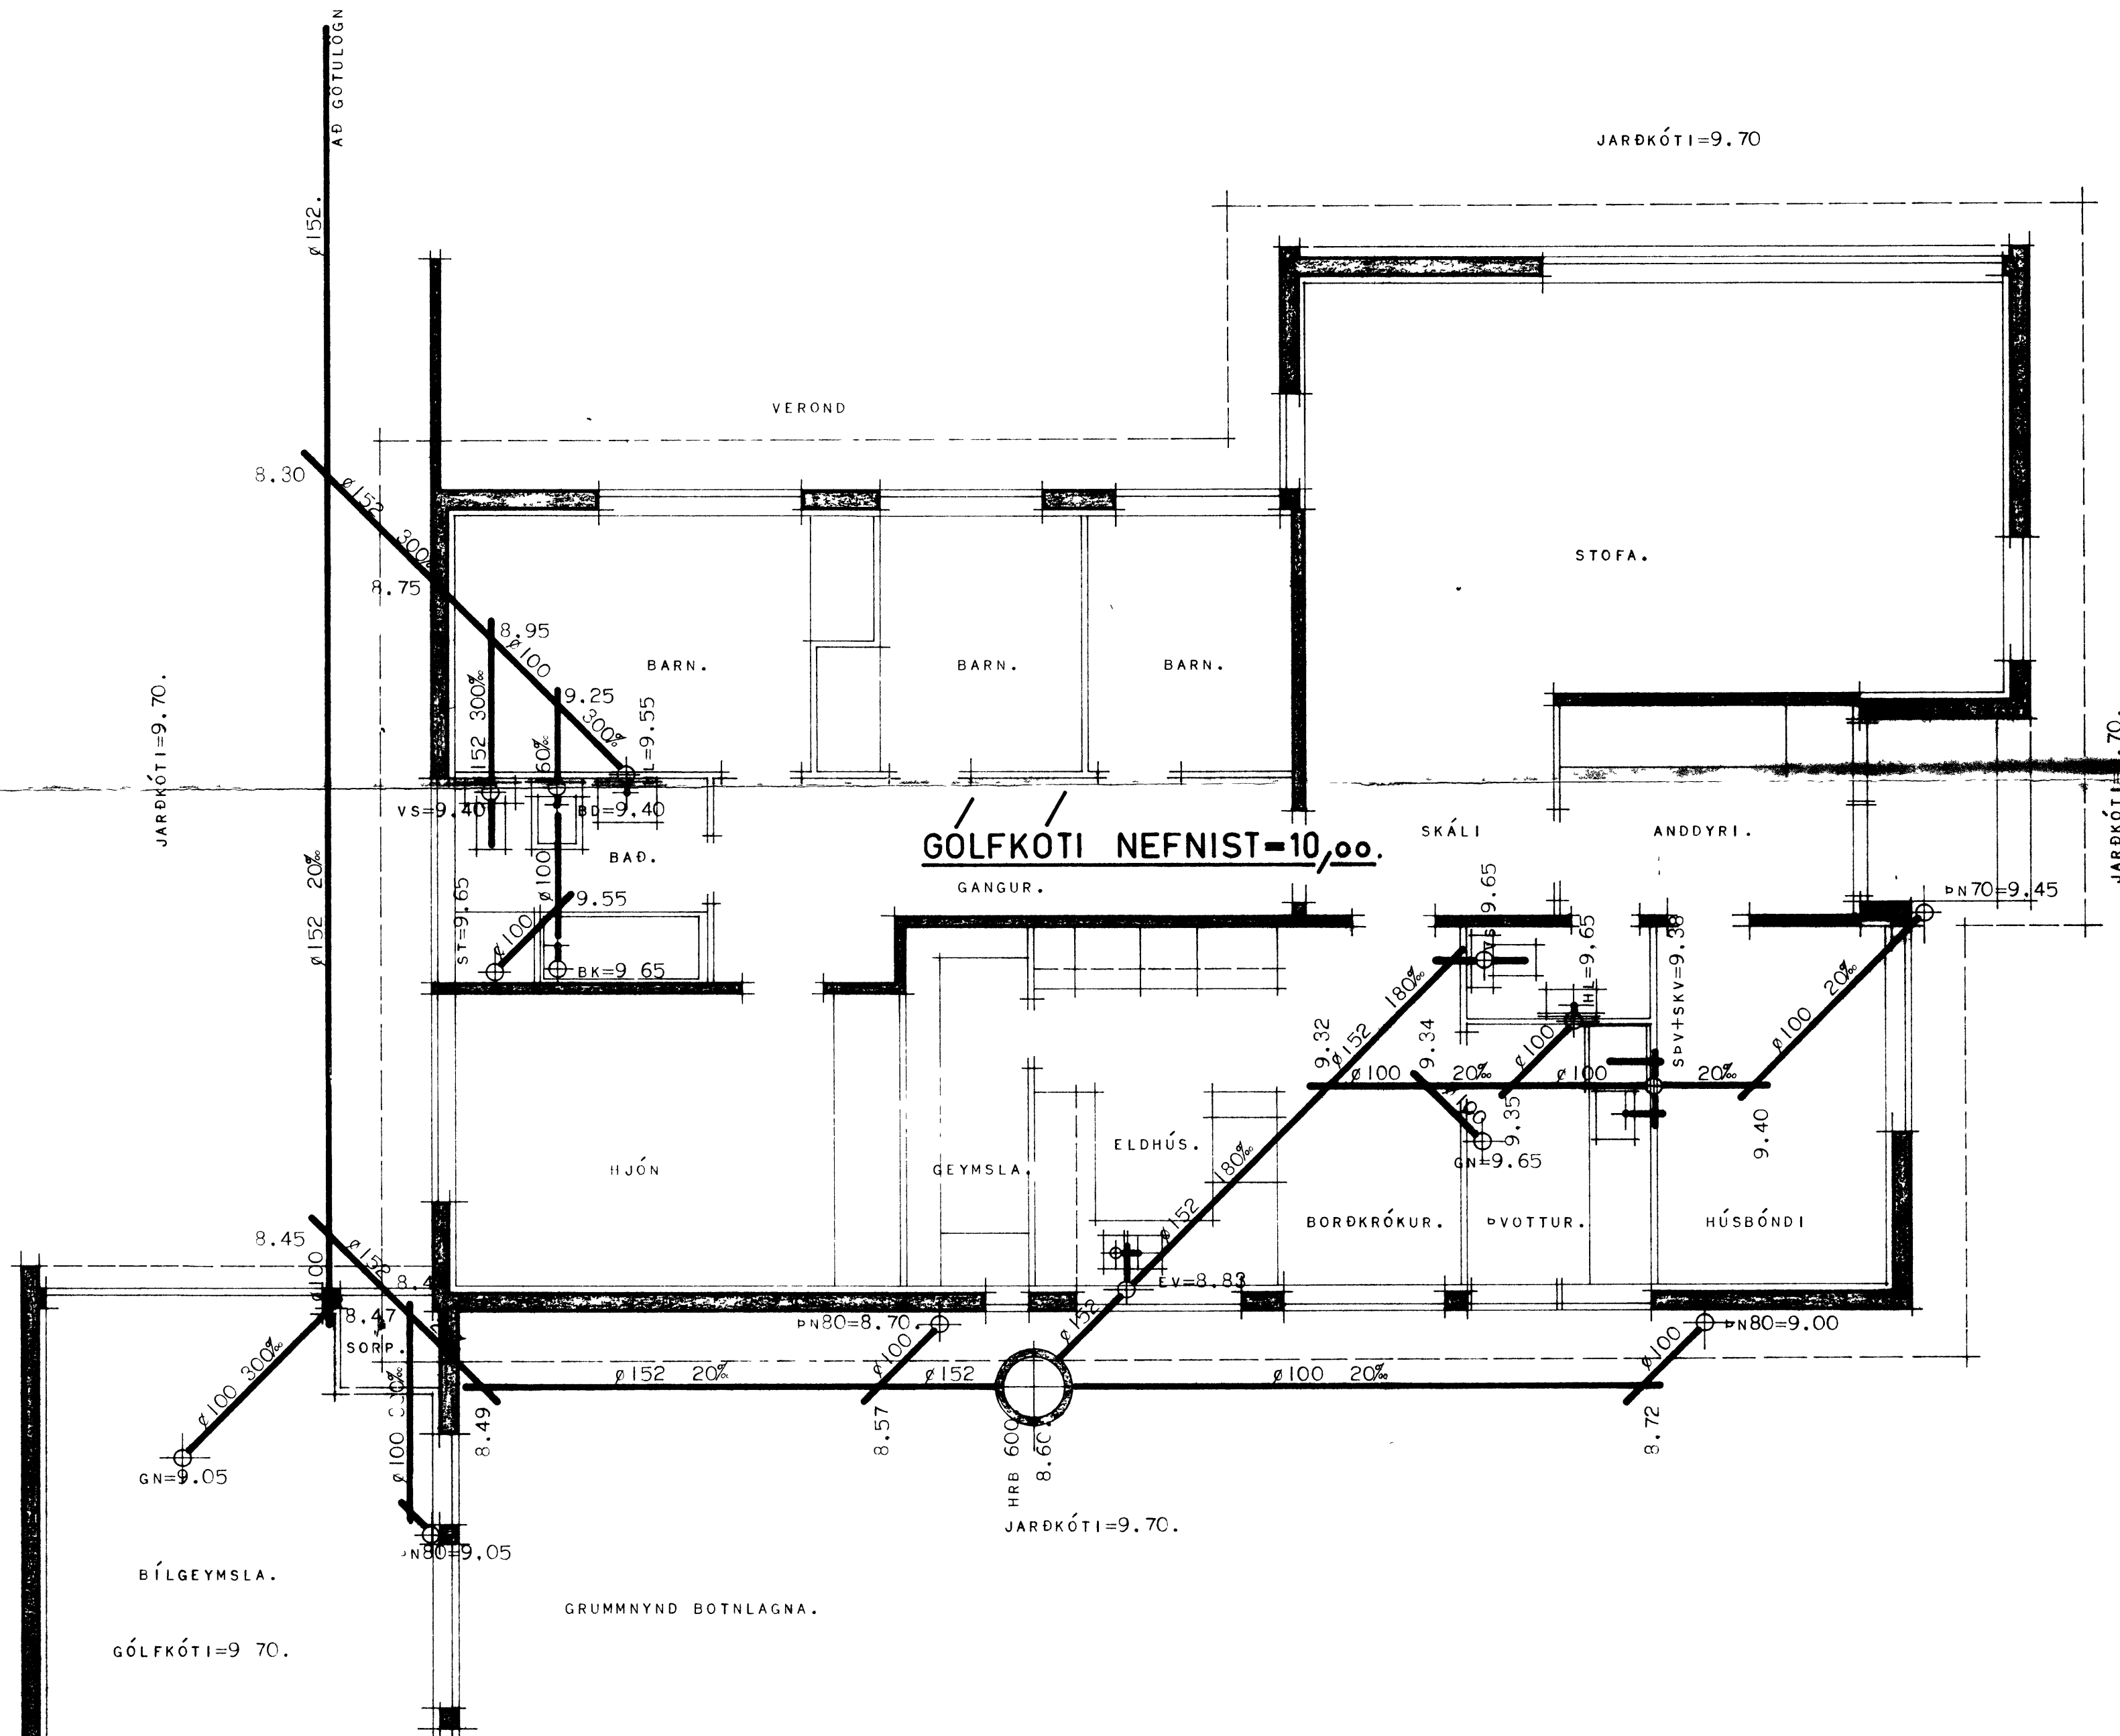 AÐ GÖTULÖGN
JARÐKÓTI=9.70
ø152.
VEROND
8.30
ø152
300‰
8.75
STOFA.
8.95
ø100
BARN.
BARN.
BARN.
152 300‰
9.25
300‰
L=9.55
60‰
JARÐKÓTI=9.70.
VS=9.40
BD=9.40
BAÐ.
GÓLFKÓTI NEFNIST=10,00.
SKÁLI
ANDDYRI.
ø152 20‰
GANGUR.
ÞN70=9.45
ø100
9.55
ST=9.65
ø100
BK=9.65
VS 9.65
HL=9.65
SÞV+SKV=9.38
180‰
ø152
9.32
9.34
ø100
20‰
ø100
ø100
20‰
ø100
20‰
9.35
9.40
GN=9.65
HJÓN
GEYMSLA.
ELDHÚS.
180‰
ø152
BORÐKRÓKUR.
ÞVOTTUR.
HÚSBÓNDI
8.45
ø152
ø100
EV=8.83
8.47
SORP.
ÞN80=8.70.
ø152
ÞN80=9.00
ø100 300‰
ø152 20‰
ø100
ø152
ø100 20‰
ø100
ø100
8.49
8.57
HRB 600
8.60.
8.72
GN=9.05
JARÐKÓTI=9.70.
N80=9.05
BÍLGEYMSLA.
GRUMMNYND BOTNLAGNA.
GÓLFKÓTI=9 70.